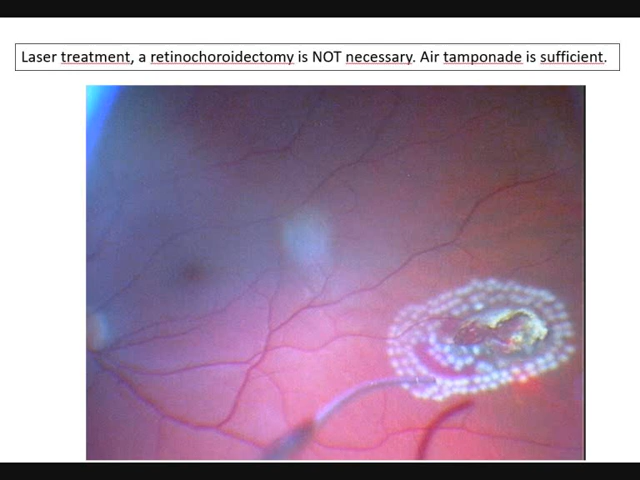 Laser treatment, a retinochoroidectomy is NOT necessary. Air tamponade is sufficient.